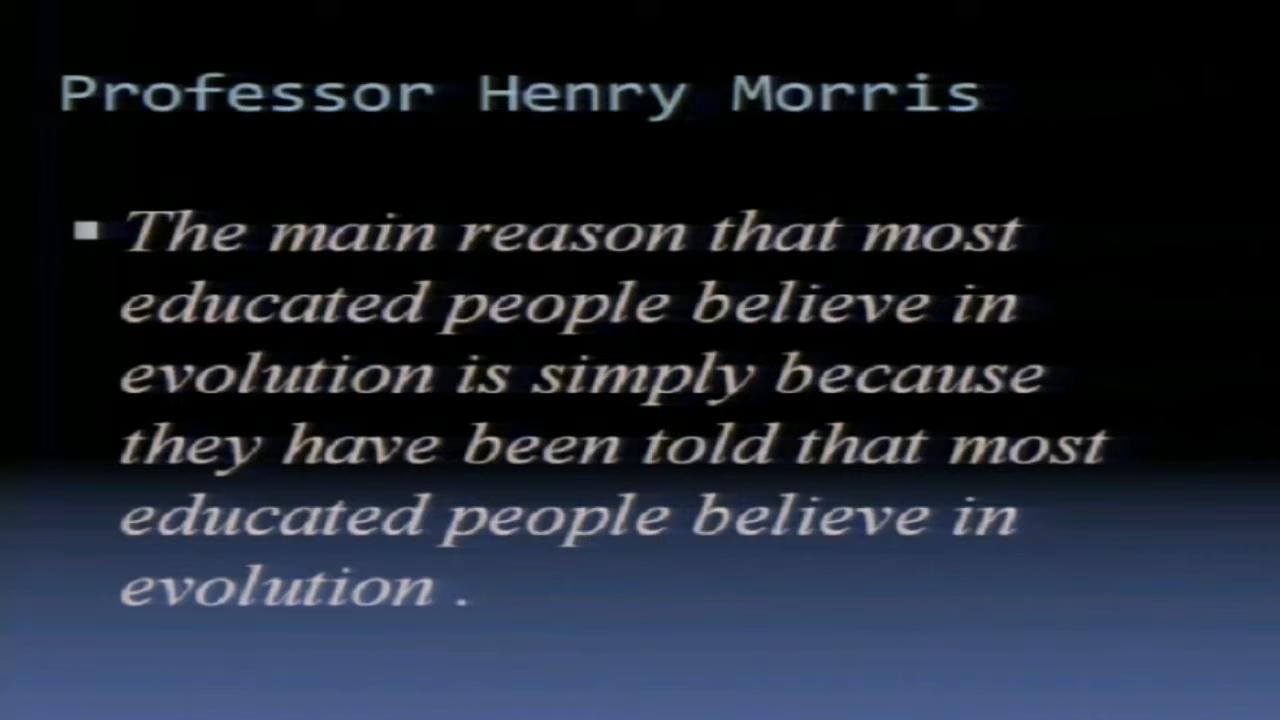 Professor Henry Morris
The main reason that most
educated people believe in
evolution is simply because
they have been told that most
educated people believe in
evolution .